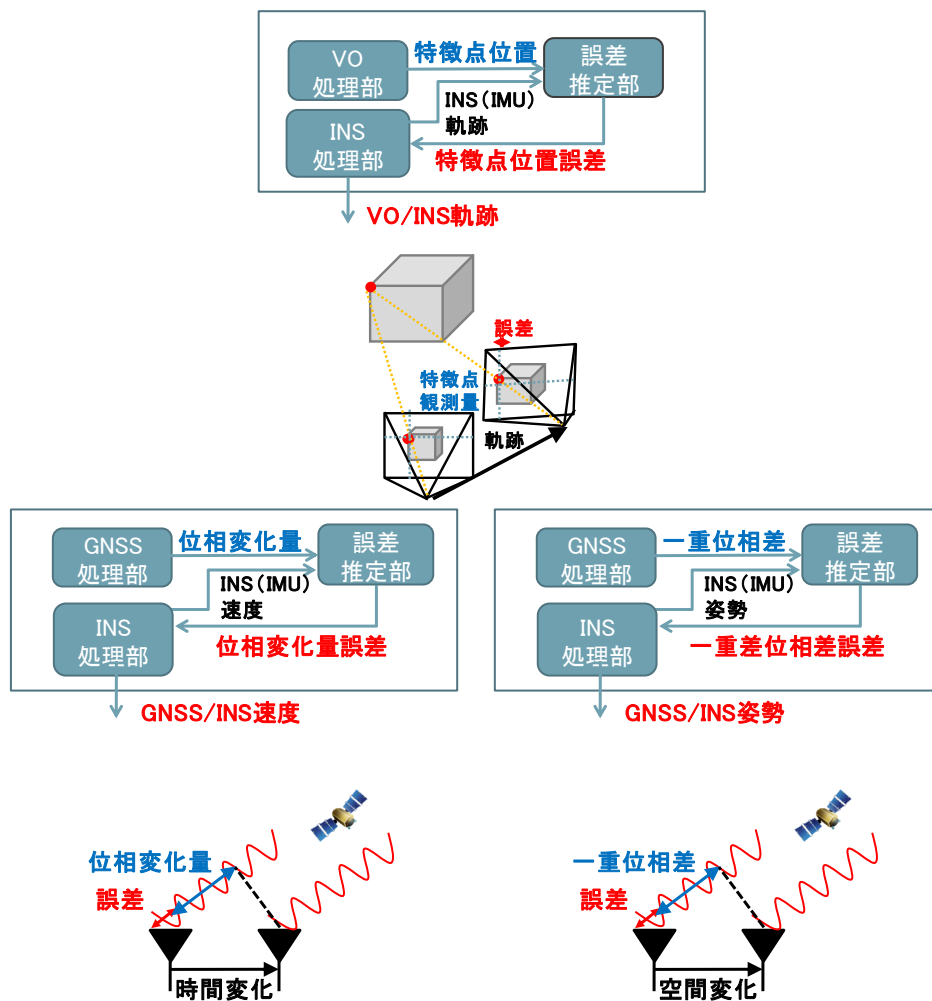 VO
処理部
特徴点位置
誤差
推定部
INS(IMU)
軌跡
INS
処理部
特徴点位置誤差
VO/INS軌跡
誤差
特徴点
観測量
軌跡
GNSS
処理部
位相変化量
誤差
推定部
INS(IMU)
速度
INS
処理部
位相変化量誤差
GNSS/INS速度
GNSS
処理部
一重位相差
誤差
推定部
INS(IMU)
姿勢
INS
処理部
一重差位相差誤差
GNSS/INS姿勢
位相変化量
誤差
時間変化
一重位相差
誤差
空間変化